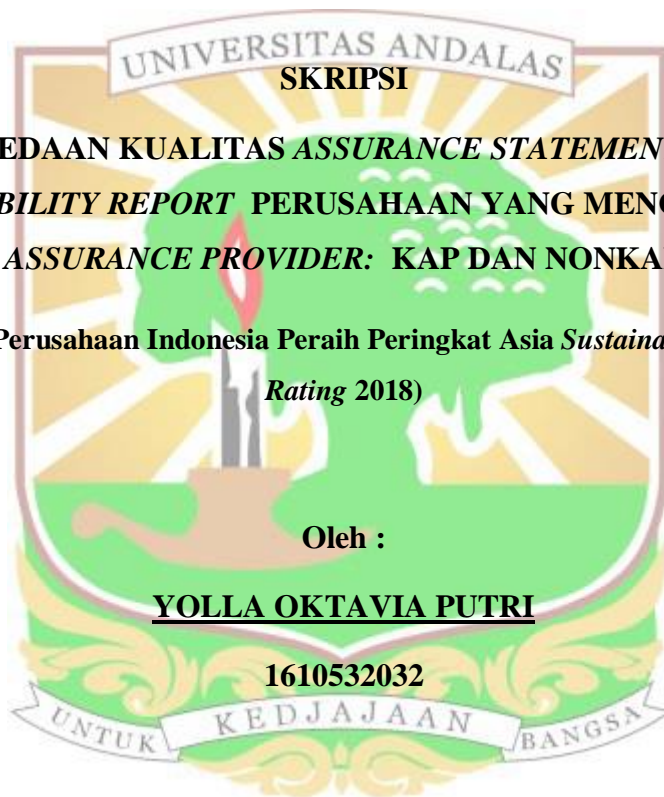 UNIVERSITAS ANDALAS
SKRIPSI
EDAAN KUALITAS ASSURANCE STATEMEN
BILITY REPORT PERUSAHAAN YANG MENG
ASSURANCE PROVIDER: KAP DAN NONKA
Perusahaan Indonesia Peraih Peringkat Asia Sustaina
Rating 2018)
Oleh :
YOLLA OKTAVIA PUTRI
1610532032
UNTUK KEDJAJAAN BANGSA